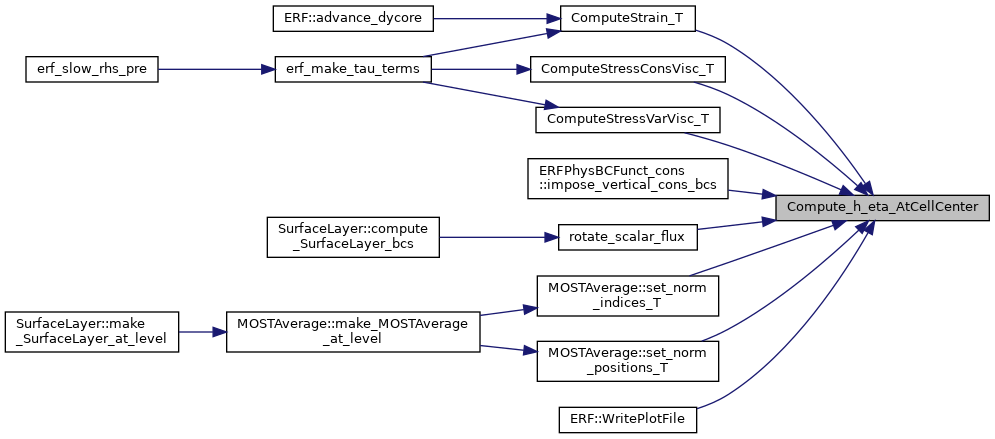 ERF::advance_dycore
ComputeStrain_T
erf_slow_rhs_pre
erf_make_tau_terms
ComputeStressConsVisc_T
ComputeStressVarVisc_T
ERFPhysBCFunct_cons
::impose_vertical_cons_bcs
Compute_h_eta_AtCellCenter
SurfaceLayer::compute
_SurfaceLayer_bcs
rotate_scalar_flux
MOSTAverage::set_norm
_indices_T
SurfaceLayer::make
_SurfaceLayer_at_level
MOSTAverage::make_MOSTAverage
_at_level
MOSTAverage::set_norm
_positions_T
ERF::WritePlotFile